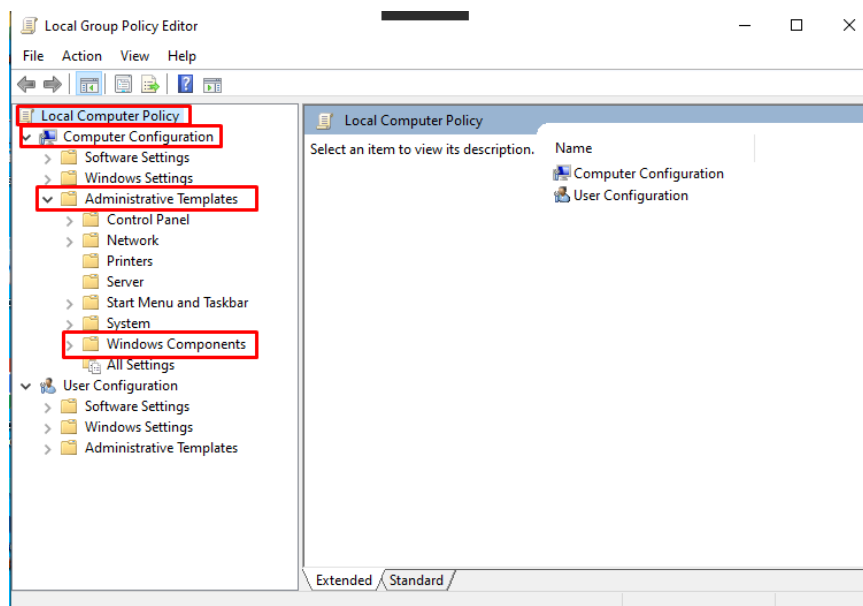 Local Group Policy Editor
File Action View Help
Local Computer Policy
Computer Configuration
Software Settings
Windows Settings
Administrative Templates
Control Panel
Network
Printers
Server
Start Menu and Taskbar
System
Windows Components
All Settings
User Configuration
Software Settings
Windows Settings
Administrative Templates
Local Computer Policy
Select an item to view its description.
Name
Computer Configuration
User Configuration
Extended Standard